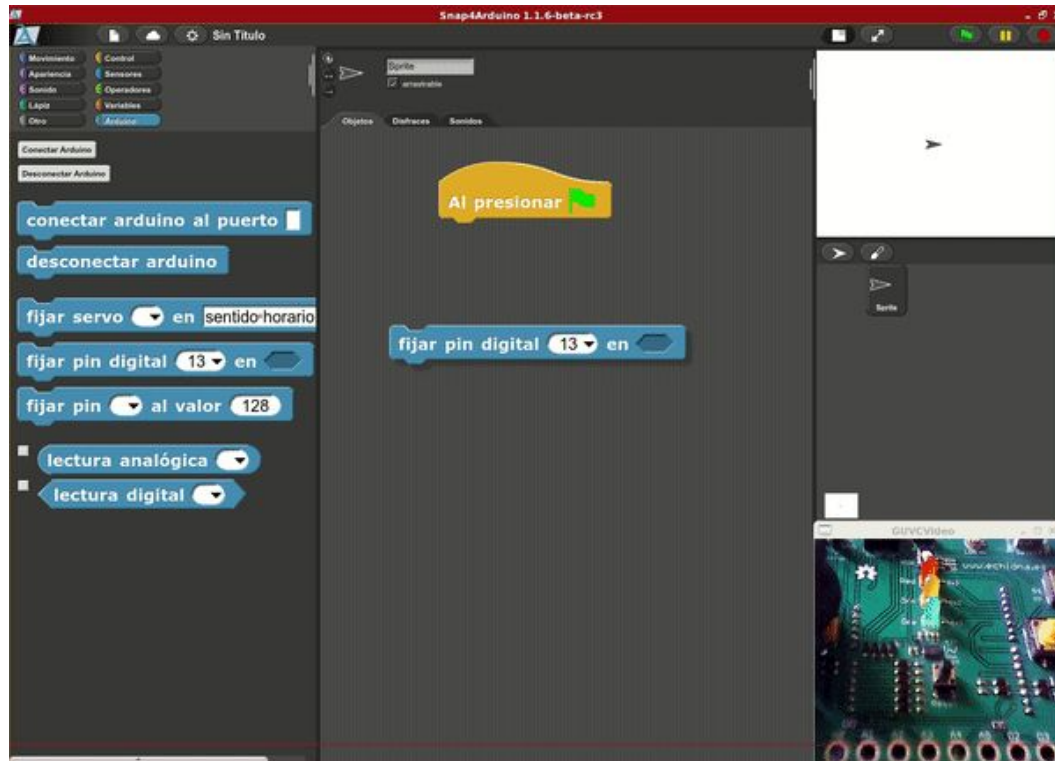 Snap4Arduino 1.1.6-beta-rc3
Sin Título
Movimiento
Control
Apariencia
Sensores
Sonido
Operadores
Lápiz
Variables
Otro
Arduino
Conectar Arduino
Desconectar Arduino
conectar arduino al puerto
desconectar arduino
fijar servo en sentido-horario
fijar pin digital 13 en
fijar pin al valor 128
lectura analógica
lectura digital
Sprite
arrastrable
Objetos Disfraces Sonidos
Al presionar
fijar pin digital 13 en
Sprite
GUVCVideo